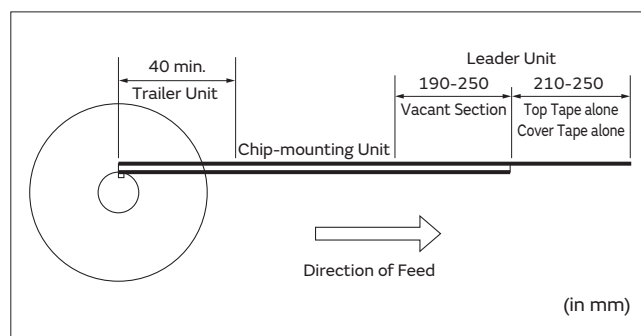 Leader Unit
40 min.
190-250
210-250
Trailer Unit
Vacant Section
Top Tape alone
Cover Tape alone
Chip-mounting Unit
Direction of Feed
(in mm)